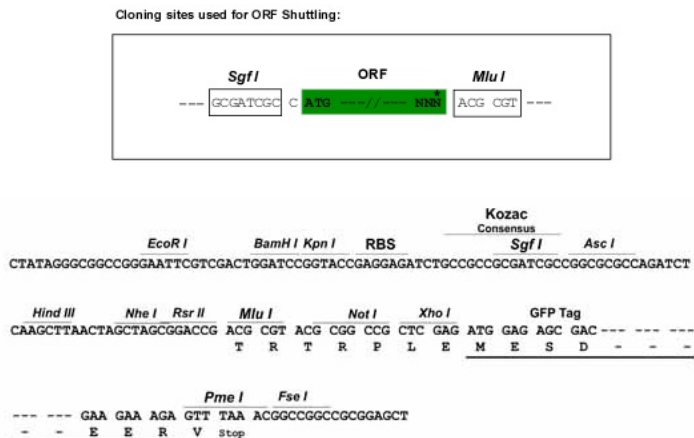 Cloning sites used for ORF Shuttling:
Sgf I ORF Mlu I
--- GCGATCGC C ATG ---//--- NNN* ACG CGT ---
Kozac
Consensus
EcoR I BamH I Kpn I RBS Sgf I Asc I
CTATAGGGCGGCCGGGAATTCGTCGACTGGATCCGGTACCGAGGAGATCTGCCGCCGCGATCGCCGGCGCGCCAGATCT
Hind III Nhe I Rsr II Mlu I Not I Xho I GFP Tag
CAAGCTTAACTAGCTAGCGGACCG ACG CGT ACG CGG CCG CTC GAG ATG GAG AGC GAC --- --- ---
T R T R P L E M E S D - - -
Pme I Fse I
--- --- GAA GAA AGA GTT TAA ACGGCCGGCCGCGGAGCT
- - E E R V Stop